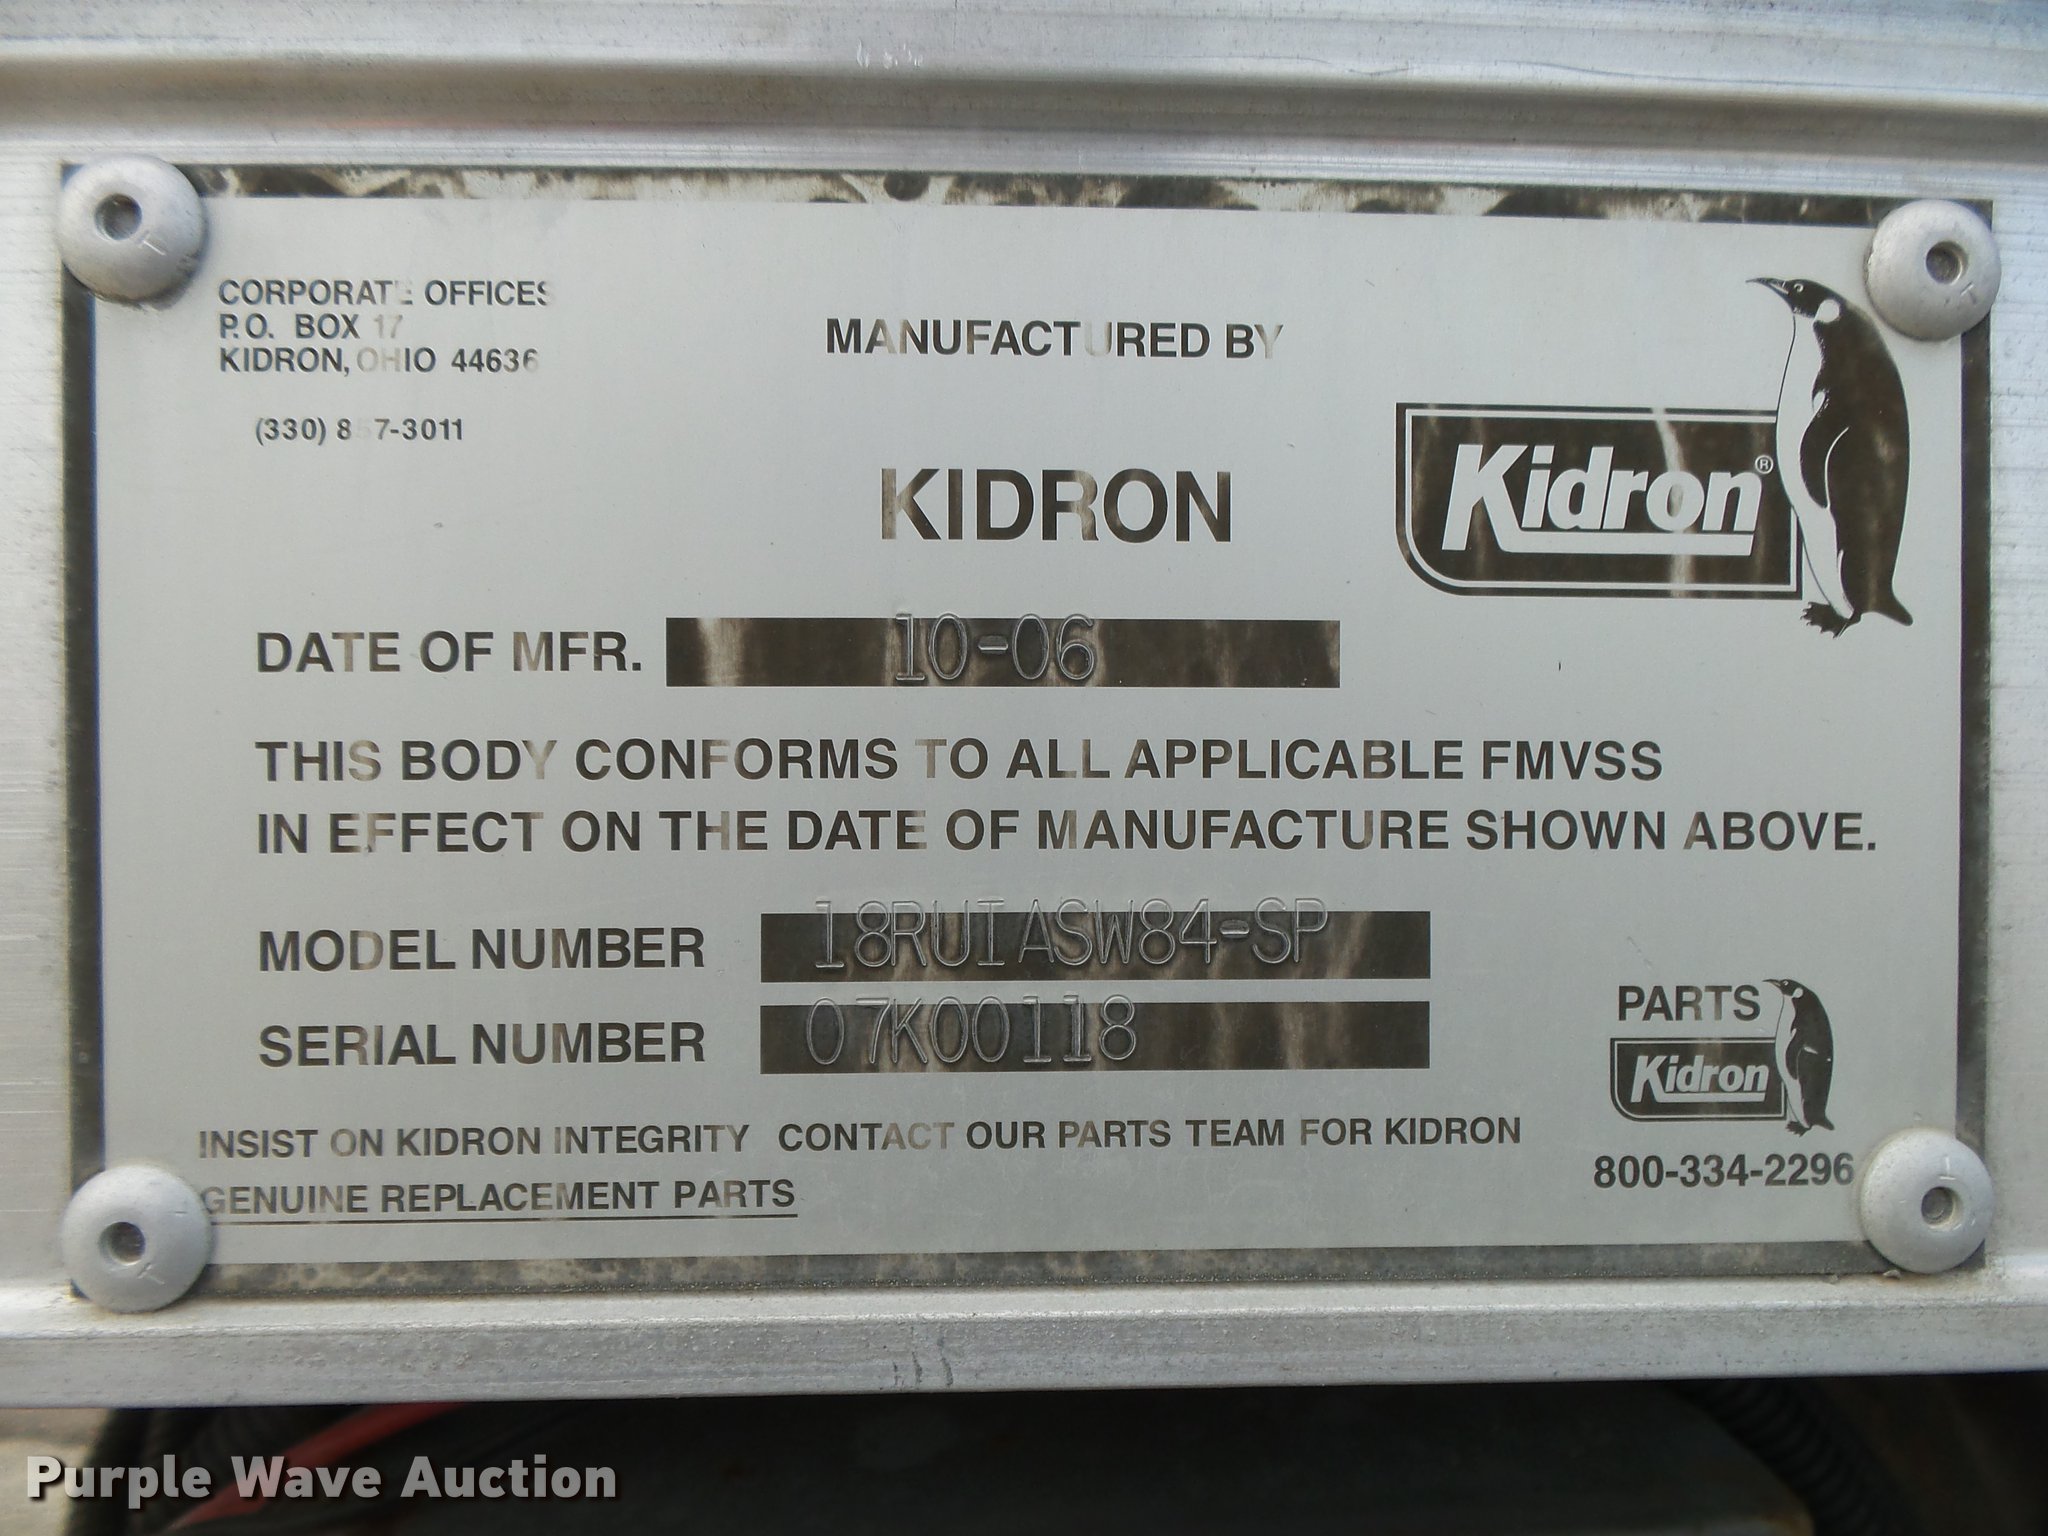 CORPORATE OFFICES
P.O. BOX 17
KIDRON, OHIO 44636
(330) 857-3011
MANUFACTURED BY
KIDRON
Kidron®
DATE OF MFR. 10-06
THIS BODY CONFORMS TO ALL APPLICABLE FMVSS
IN EFFECT ON THE DATE OF MANUFACTURE SHOWN ABOVE.
MODEL NUMBER 18RUIASW84-SP
SERIAL NUMBER 07K00118
PARTS
Kidron
800-334-2296
INSIST ON KIDRON INTEGRITY CONTACT OUR PARTS TEAM FOR KIDRON
GENUINE REPLACEMENT PARTS
Purple Wave Auction